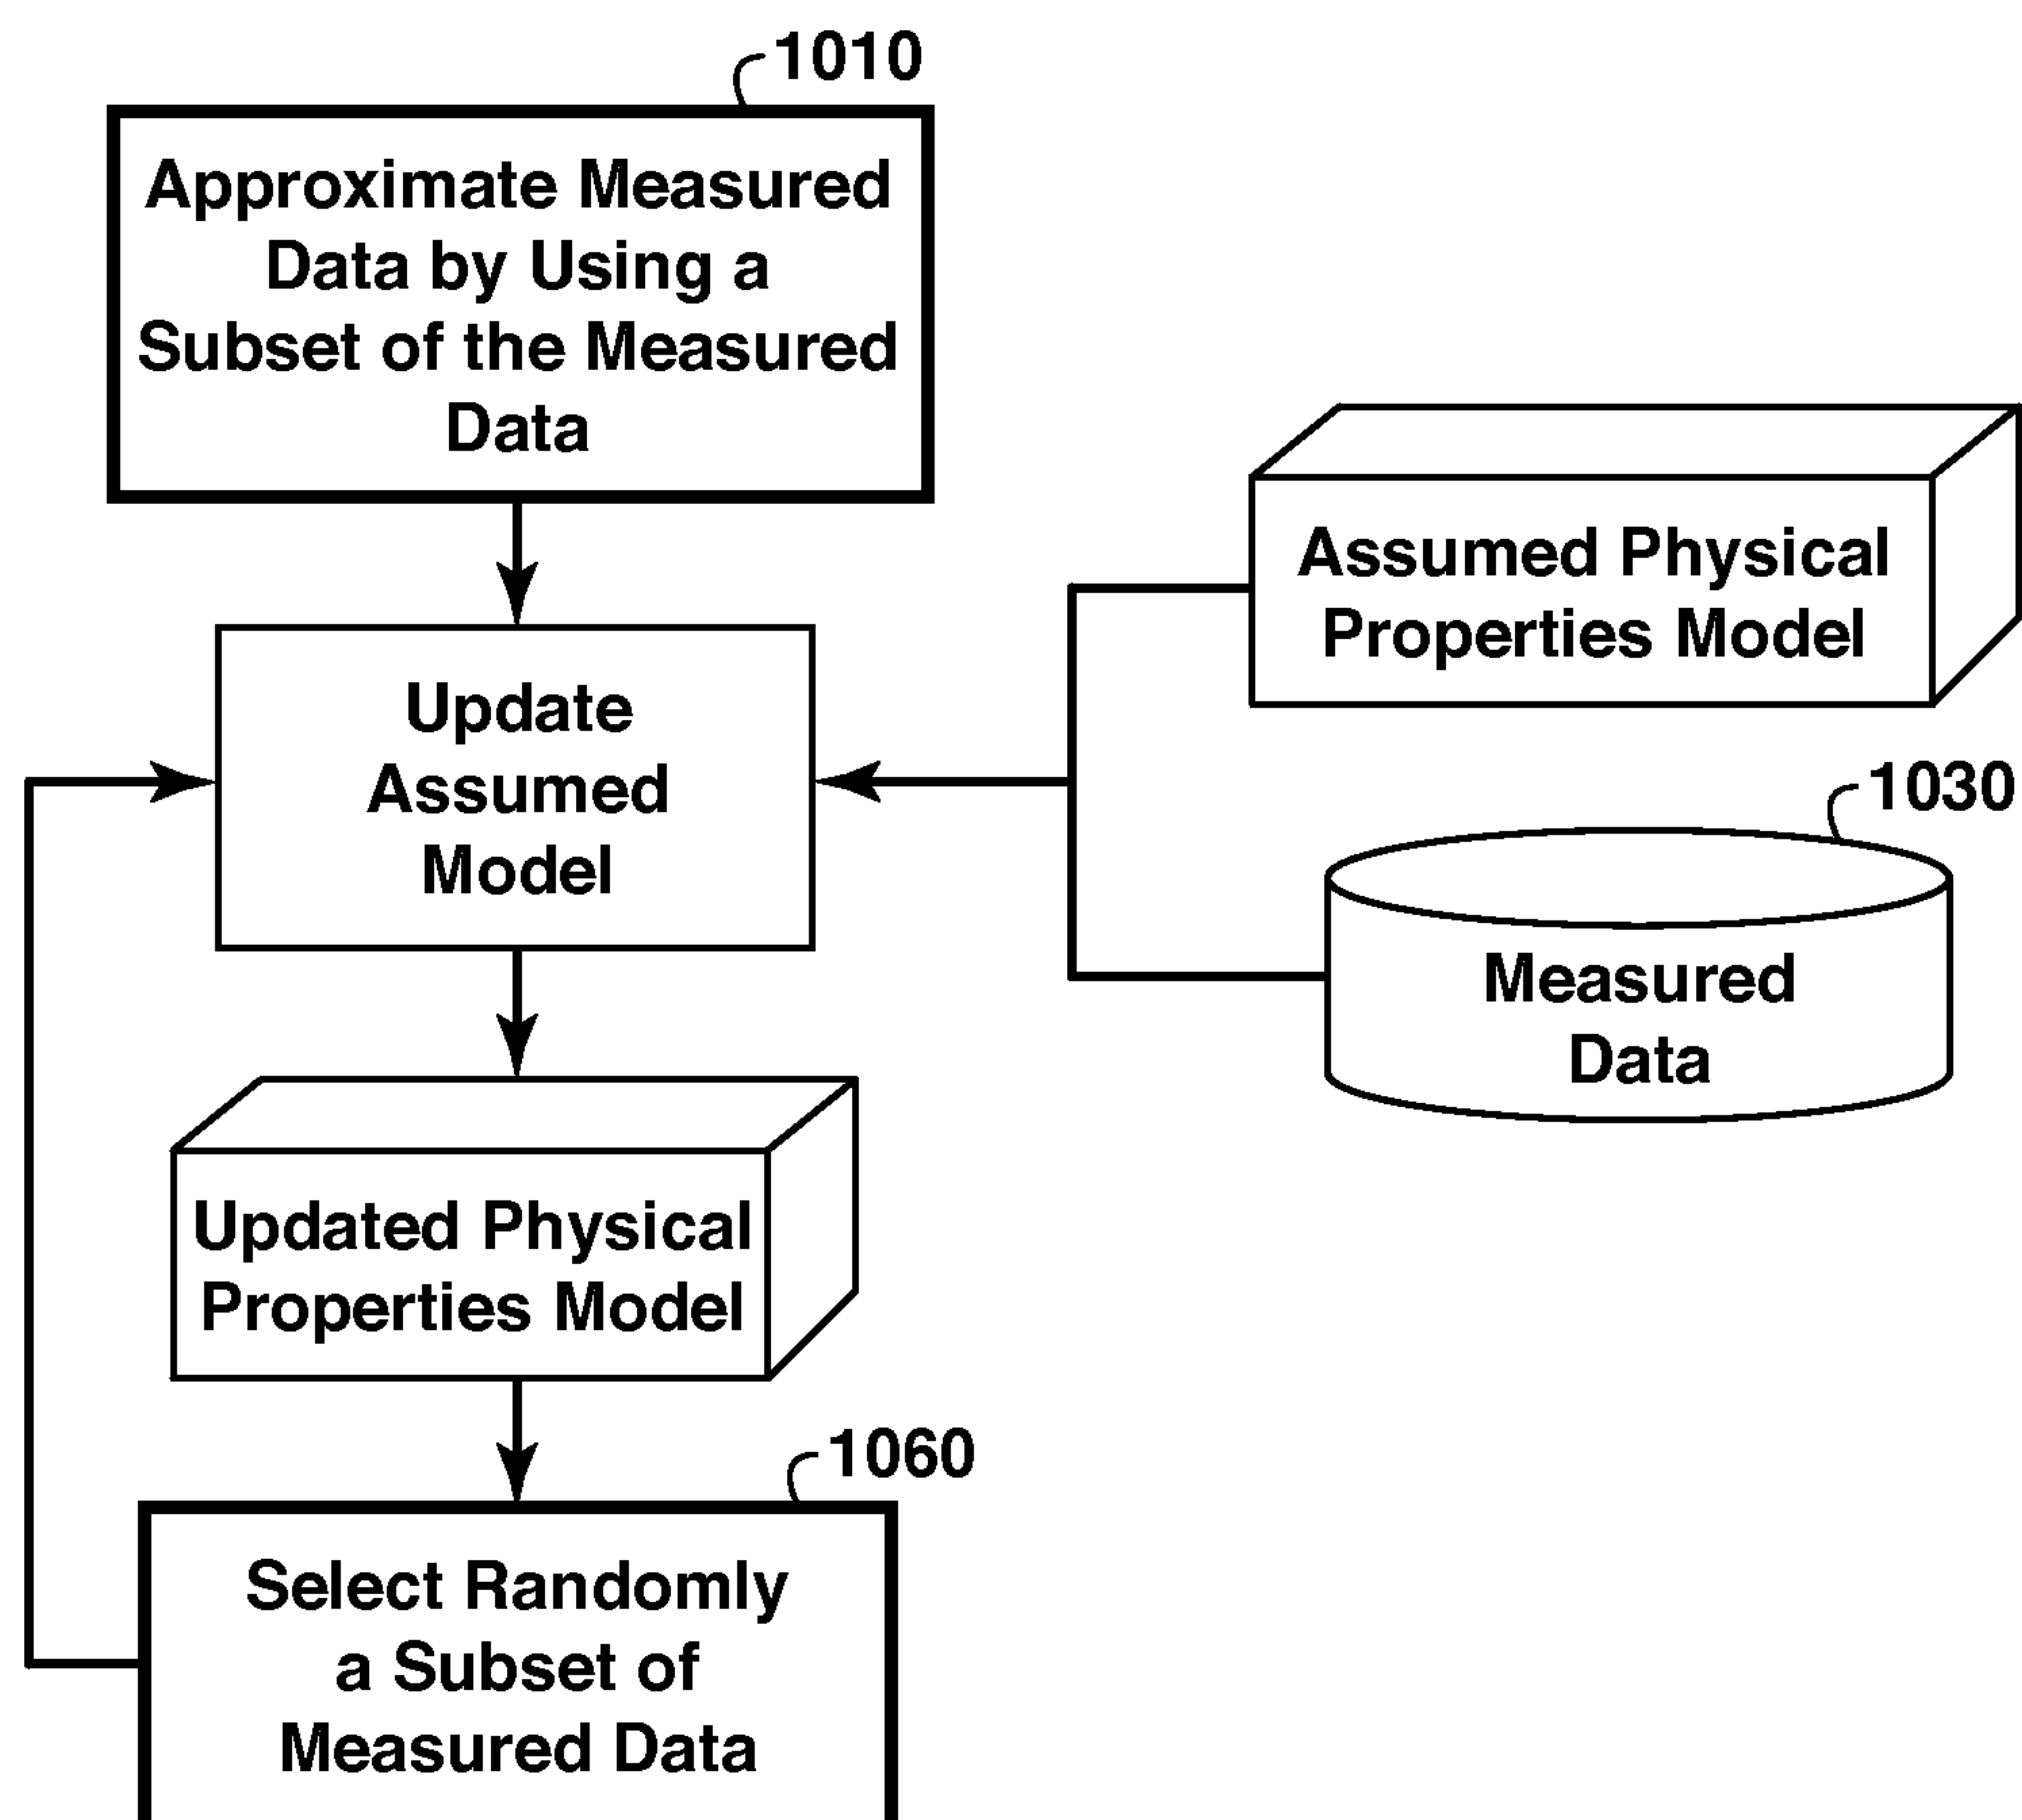 1010
Approximate Measured
Data by Using a
Subset of the Measured
Data
Assumed Physical
Properties Model
Update
Assumed
Model
1030
Measured
Data
Updated Physical
Properties Model
1060
Select Randomly
a Subset of
Measured Data